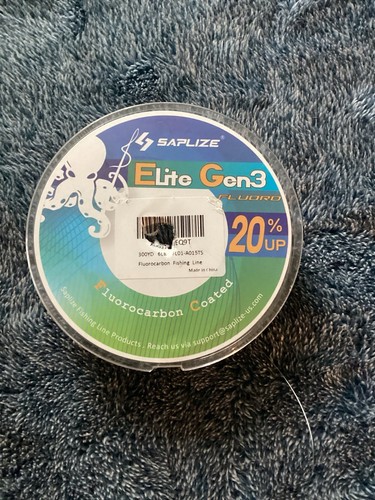 SAPLIZE®
ELite Gen3
FLUORO
20% UP
EQ9T
300YD
Fluorocarbon Fishing Line
Made in China
Fluorocarbon Coated
Saplize Fishing Line Products . Reach us via support@saplize-us.com